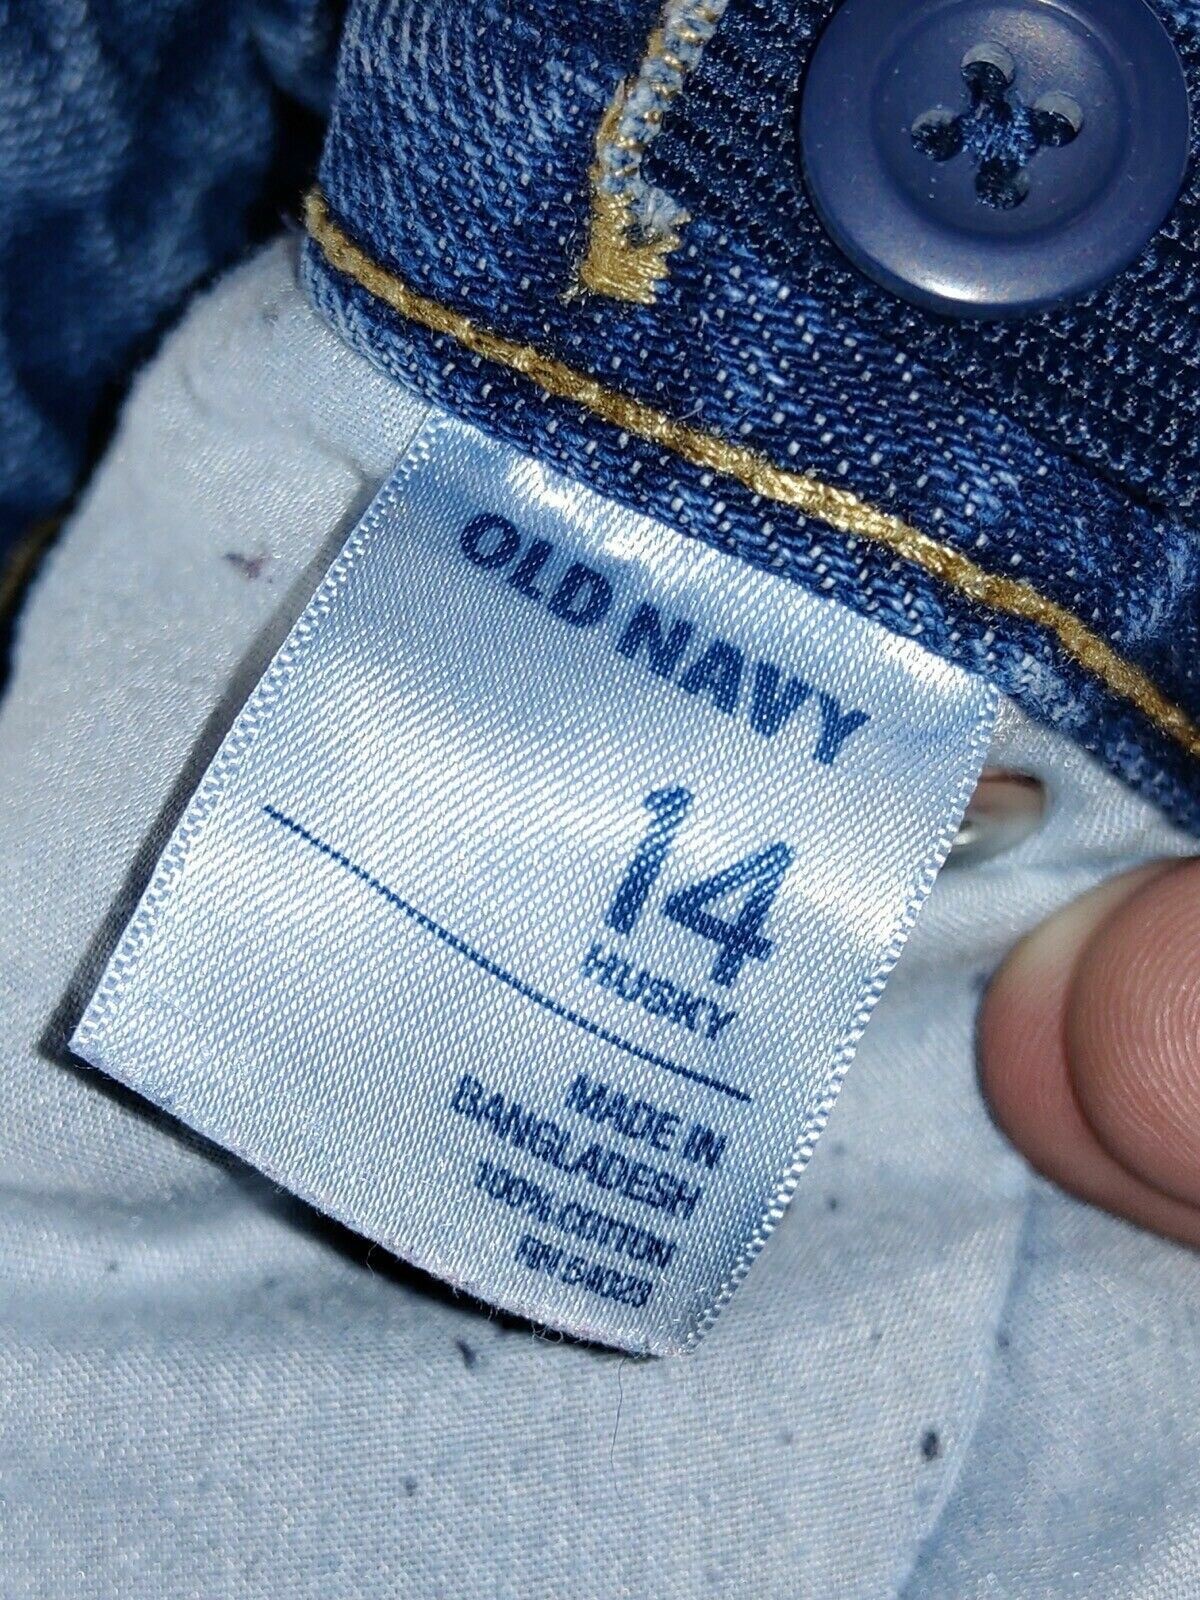 OLD NAVY
14
HUSKY
MADE IN
BANGLADESH
100% COTTON
RN 54023